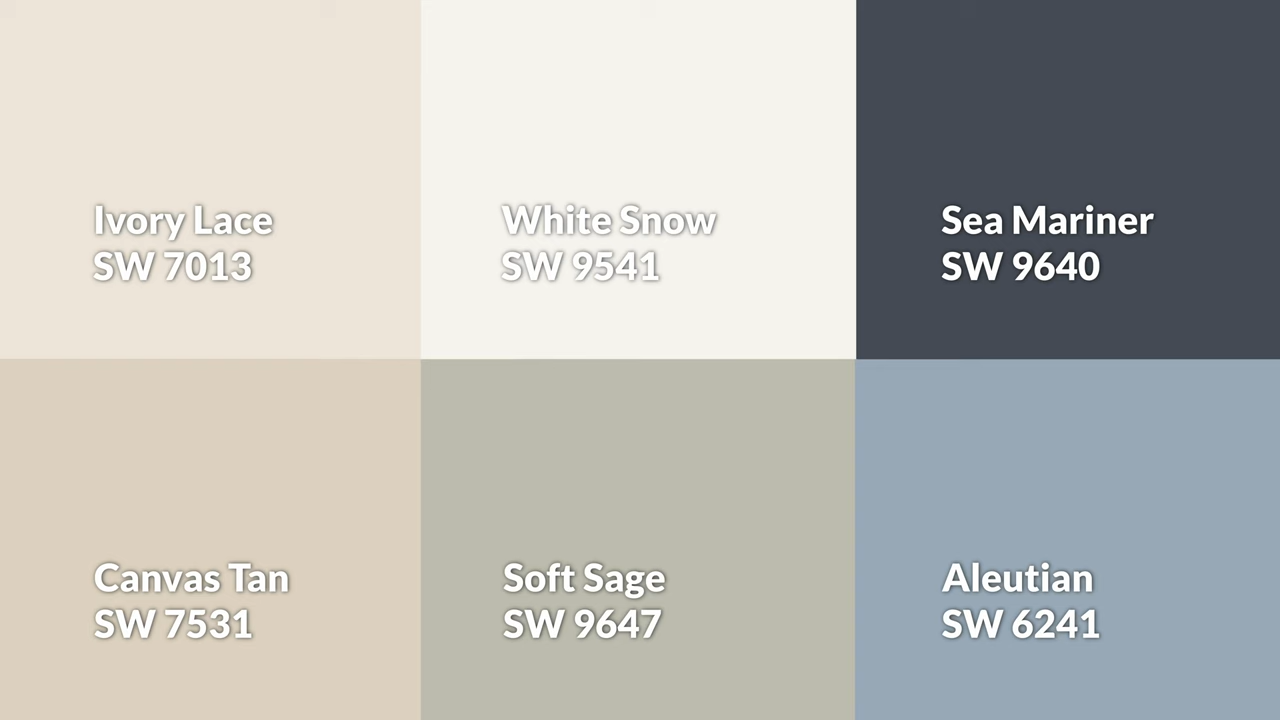 Ivory Lace
SW 7013
White Snow
SW 9541
Sea Mariner
SW 9640
Canvas Tan
SW 7531
Soft Sage
SW 9647
Aleutian
SW 6241